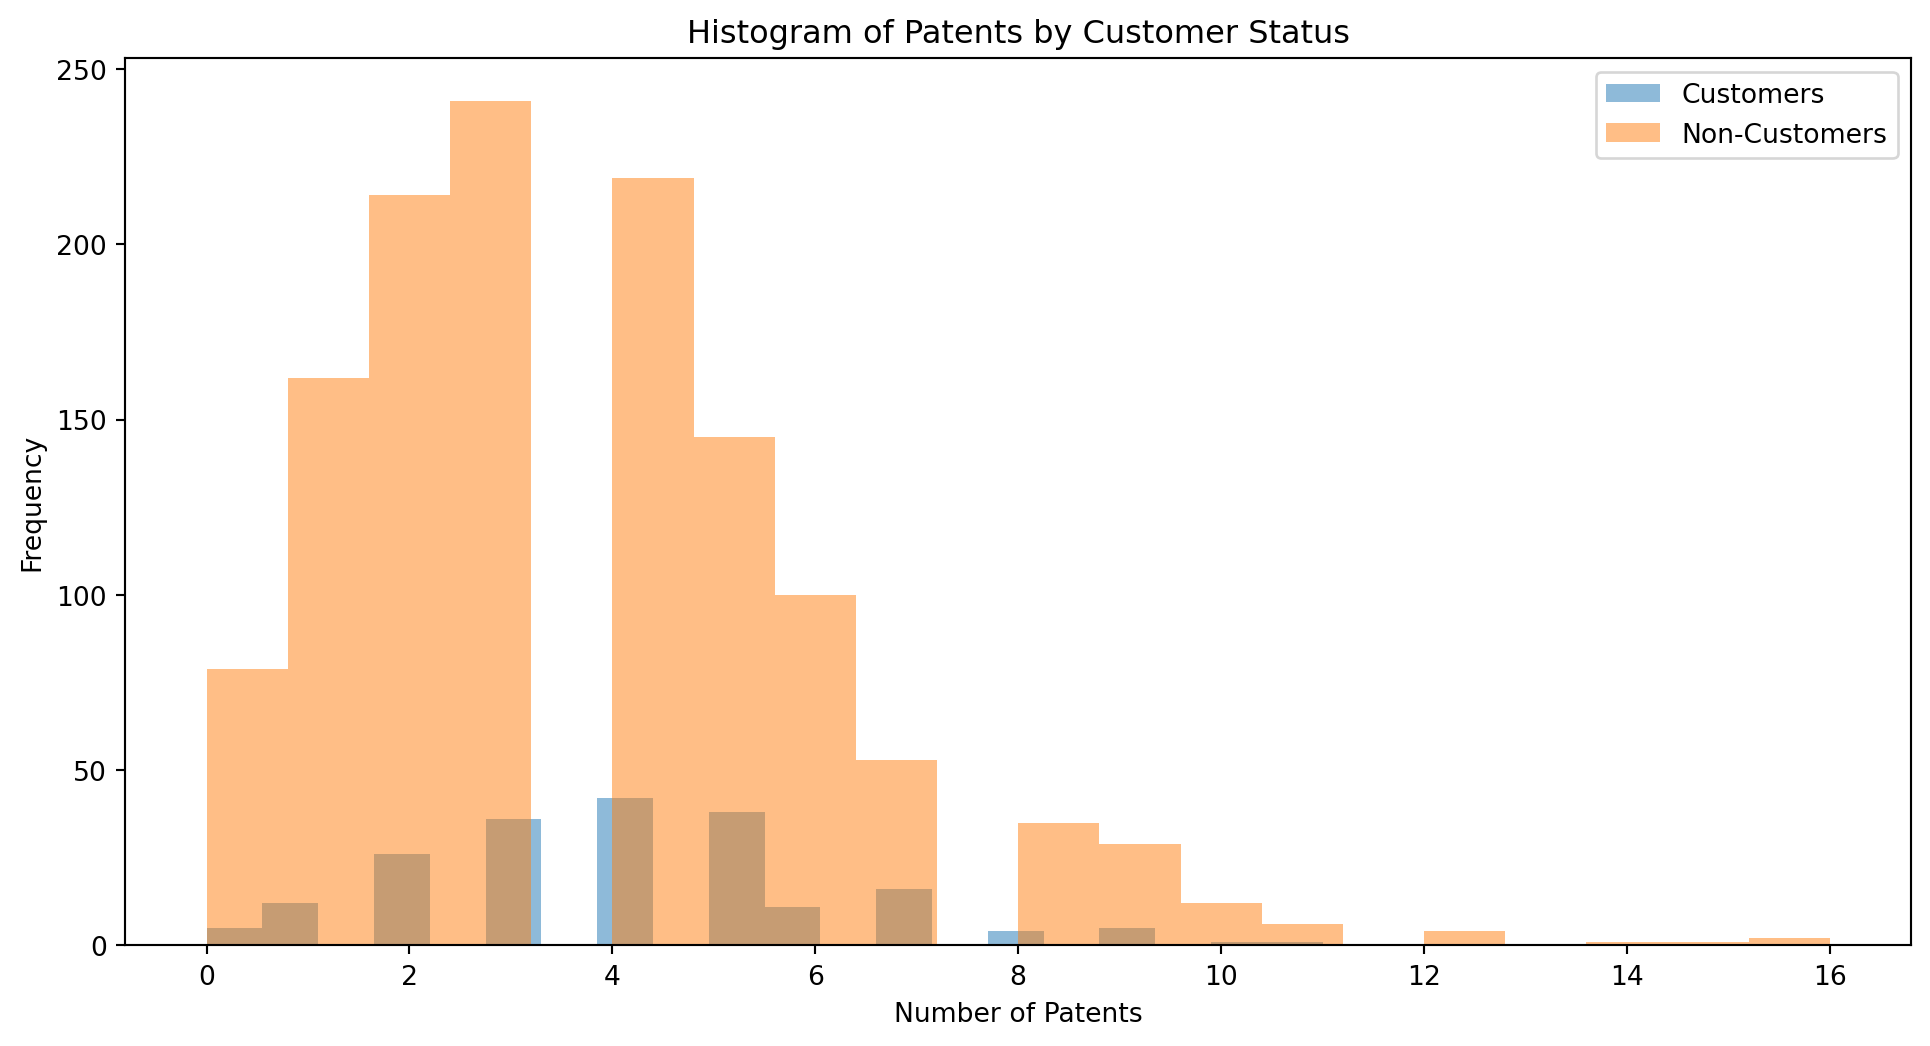 Histogram of Patents by Customer Status
Customers
Non-Customers
250
200
150
100
50
0
Frequency
0 2 4 6 8 10 12 14 16
Number of Patents